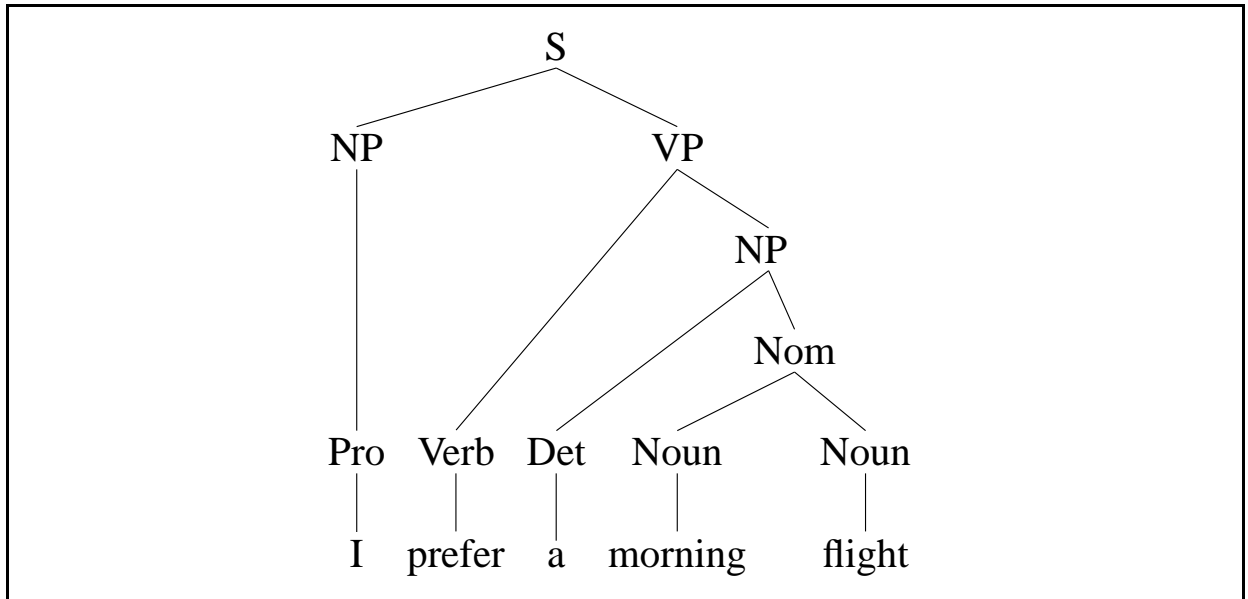 S
NP VP
NP
Nom
Pro Verb Det Noun Noun
I prefer a morning flight